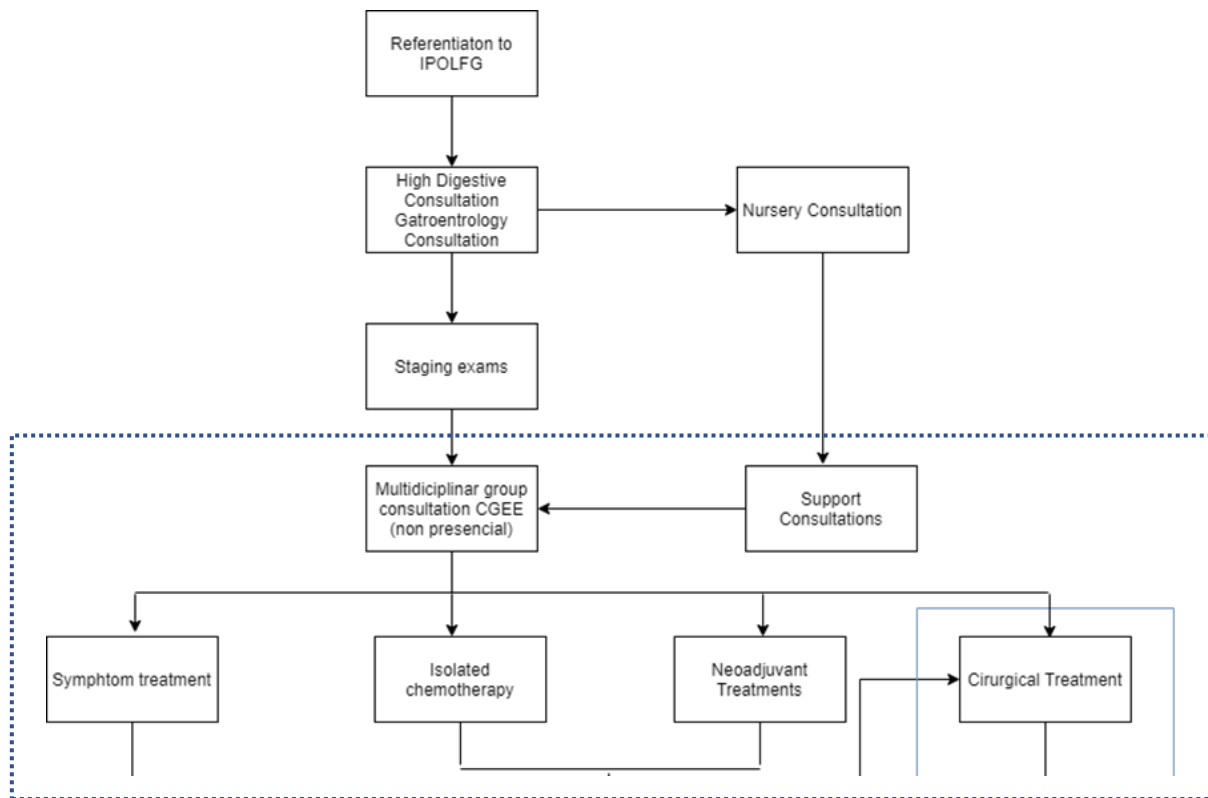 Referentiaton to
IPOLFG
High Digestive
Consultation
Gatroentrology
Consultation
Nursery Consultation
Staging exams
Multidiciplinar group
consultation CGEE
(non presencial)
Support
Consultations
Symphtom treatment
Isolated
chemotherapy
Neoadjuvant
Treatments
Cirurgical Treatment